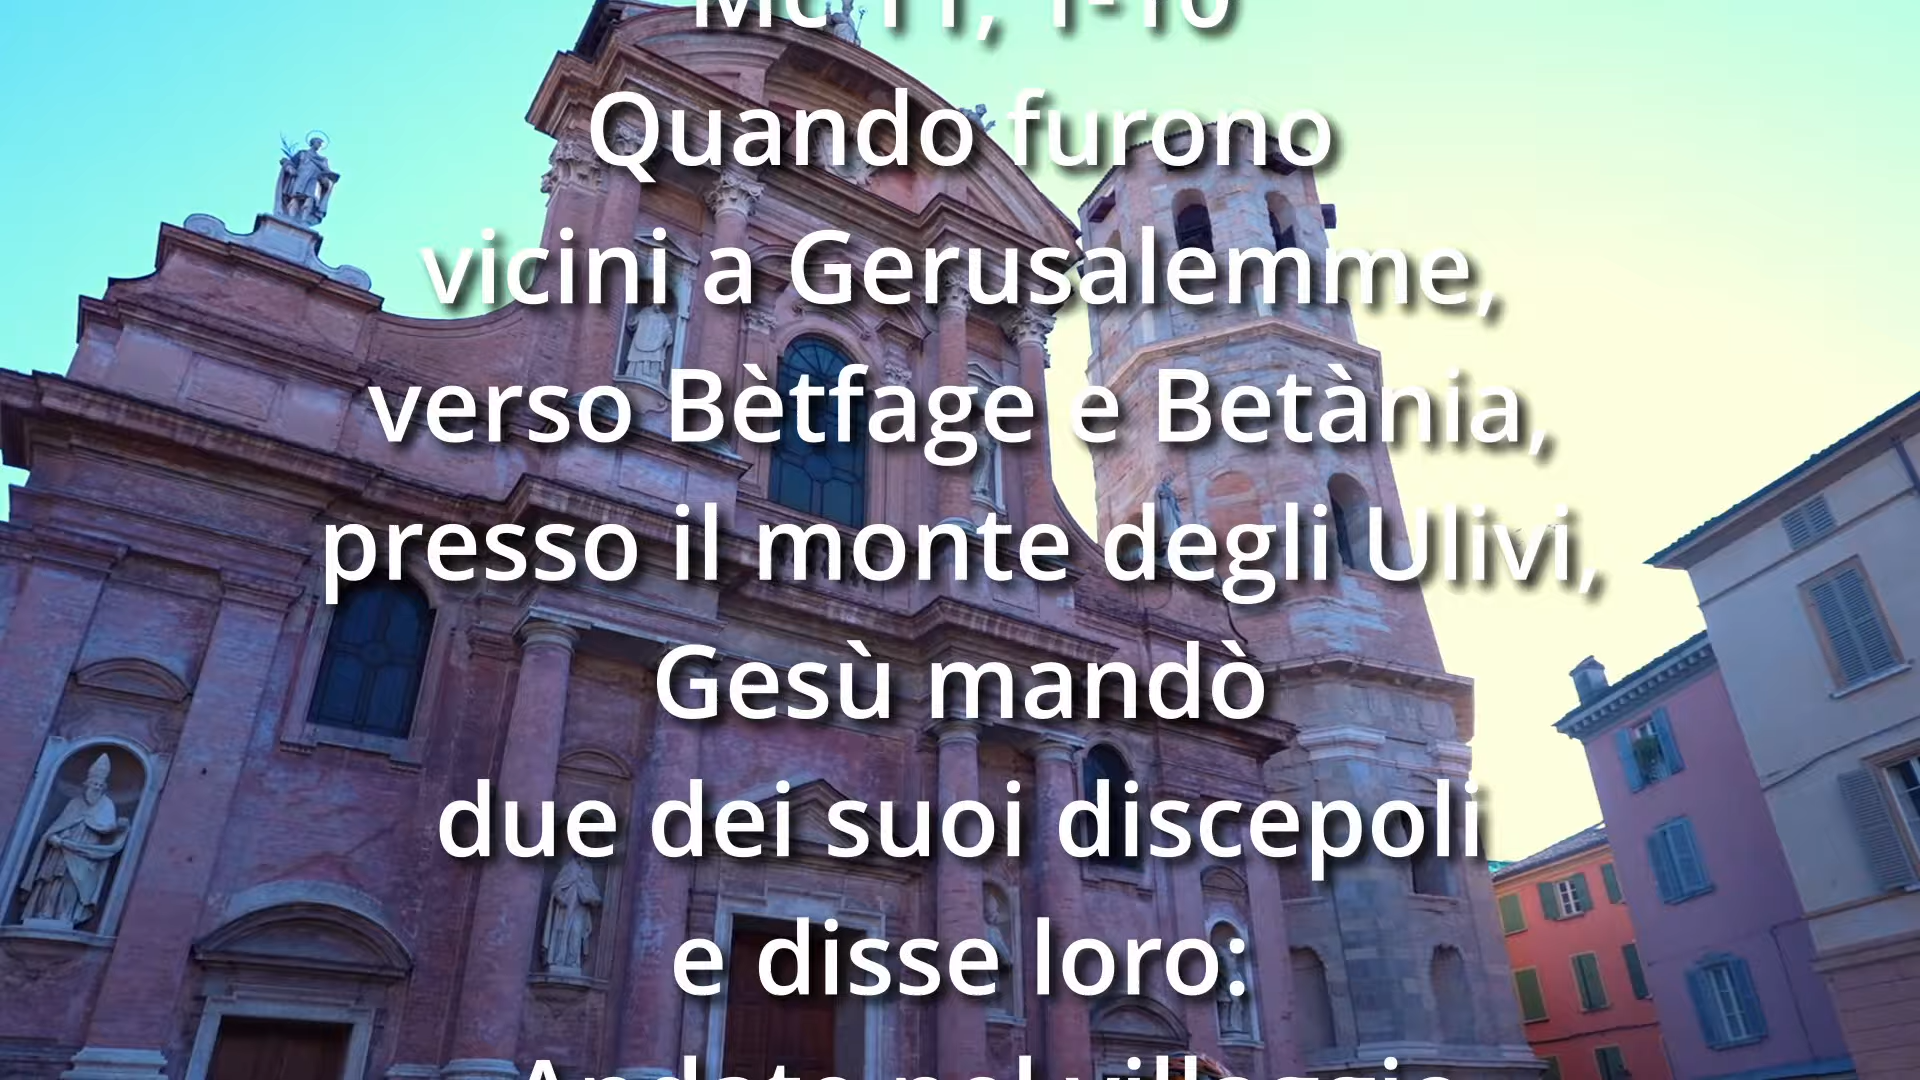 Mc 11, 1-10
Quando furono
vicini a Gerusalemme,
verso Bètfage e Betània,
presso il monte degli Ulivi,
Gesù mandò
due dei suoi discepoli
e disse loro:
Andate nel villaggio